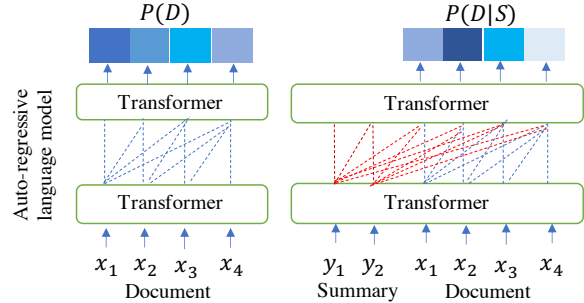 P(D)
P(D|S)
Transformer
Transformer
Auto-regressive
language model
Transformer
Transformer
x₁ x₂ x₃ x₄
y₁ y₂ x₁ x₂ x₃ x₄
Document
Summary Document